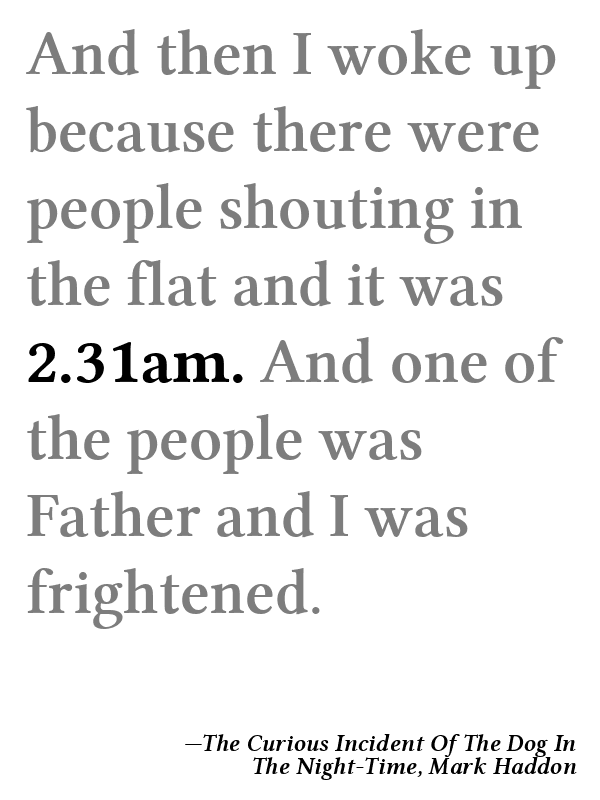 And then I woke up
because there were
people shouting in
the flat and it was
2.31am. And one of
the people was
Father and I was
frightened.
—The Curious Incident Of The Dog In
The Night-Time, Mark Haddon